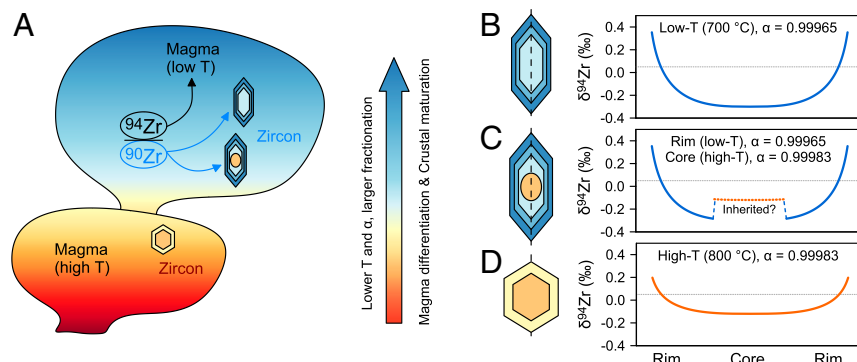 A
Magma
(low T)
94Zr
90Zr
Zircon
Magma
(high T)
Zircon
Lower T and α, larger fractionation
Magma differentiation & Crustal maturation
B
δ94Zr (‰)
0.4
0.2
0.0
-0.2
-0.4
Low-T (700 °C), α = 0.99965
C
δ94Zr (‰)
0.4
0.2
0.0
-0.2
-0.4
Rim (low-T), α = 0.99965
Core (high-T), α = 0.99983
Inherited?
D
δ94Zr (‰)
0.4
0.2
0.0
-0.2
-0.4
High-T (800 °C), α = 0.99983
Rim Core Rim